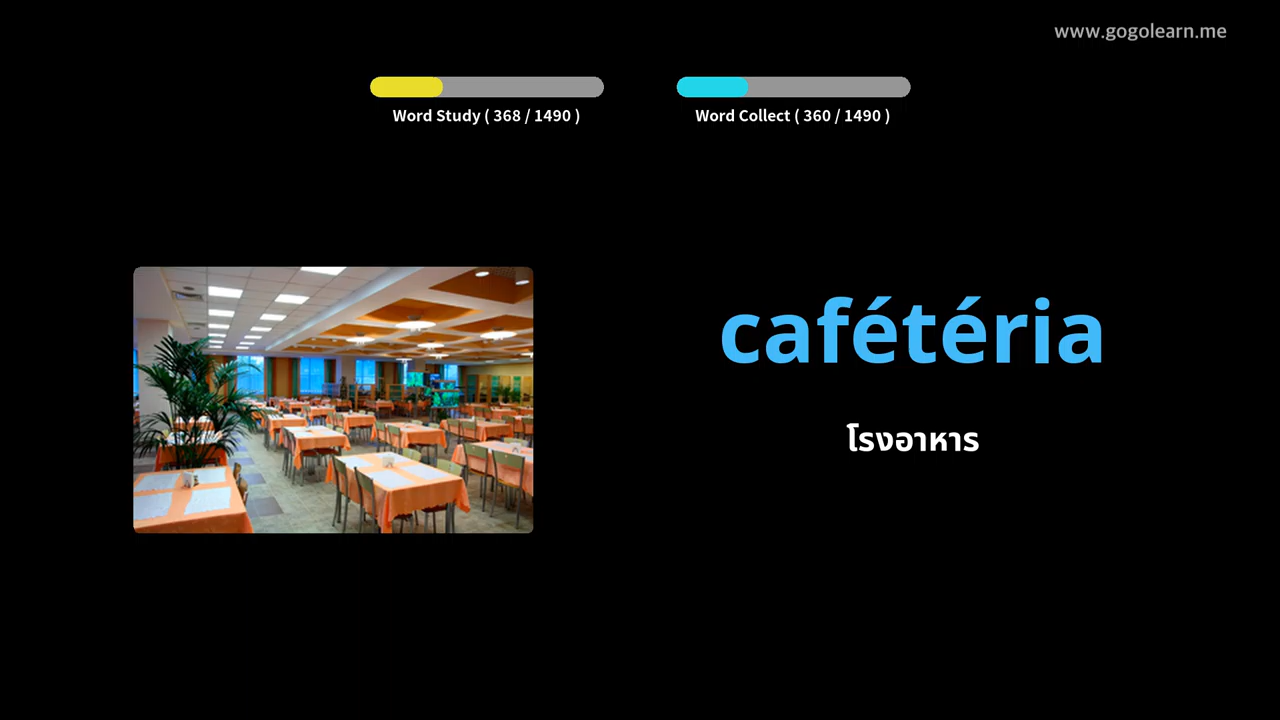 www.gogolearn.me
Word Study ( 368 / 1490 )
Word Collect ( 360 / 1490 )
cafétéria
โรงอาหาร